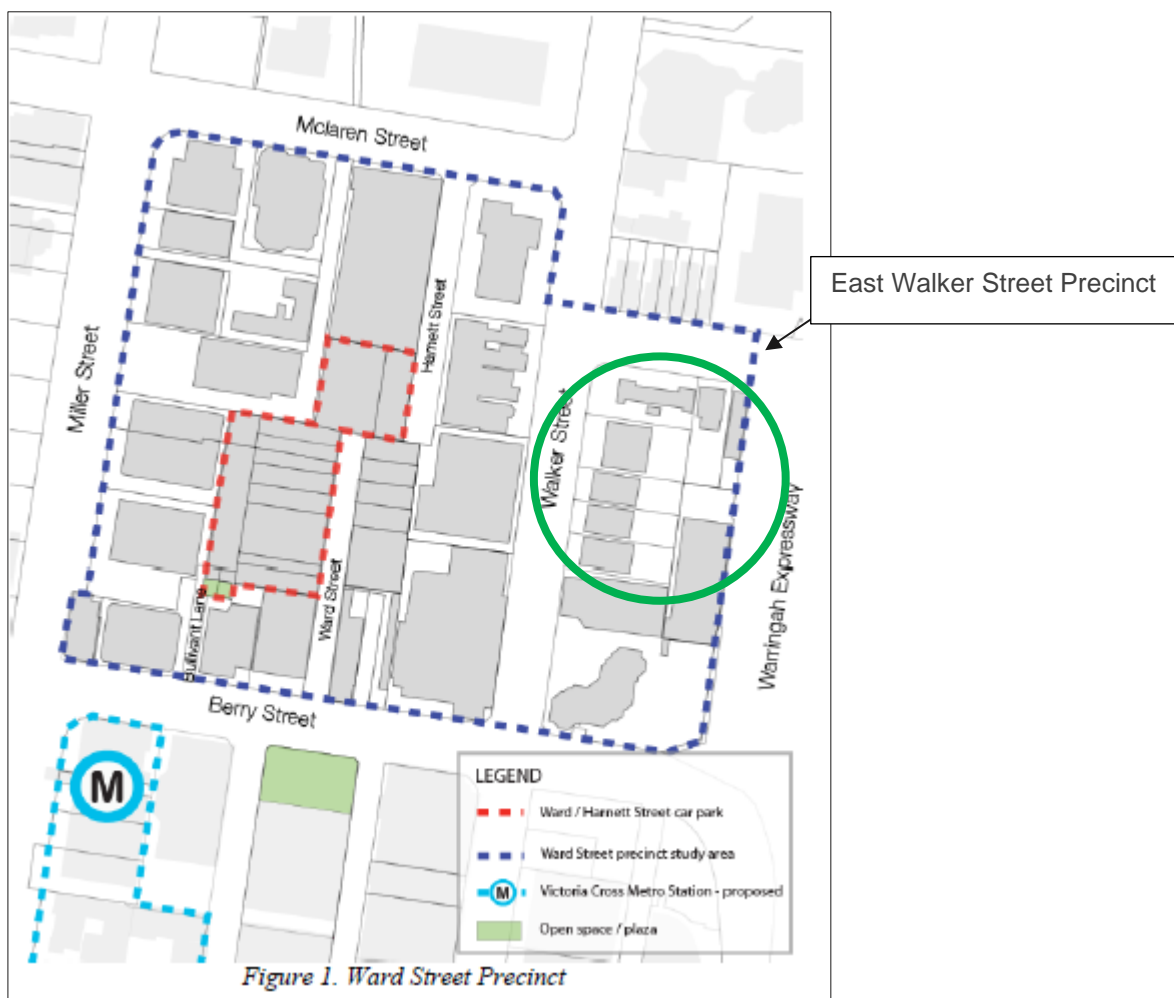 Mclaren Street
East Walker Street Precinct
Harnett Street
Miller Street
Walker Street
Warringah Expressway
Ward Street
Bullivant Lane
Berry Street
M
LEGEND
Ward / Harnett Street car park
Ward Street precinct study area
M Victoria Cross Metro Station - proposed
Open space / plaza
Figure 1. Ward Street Precinct